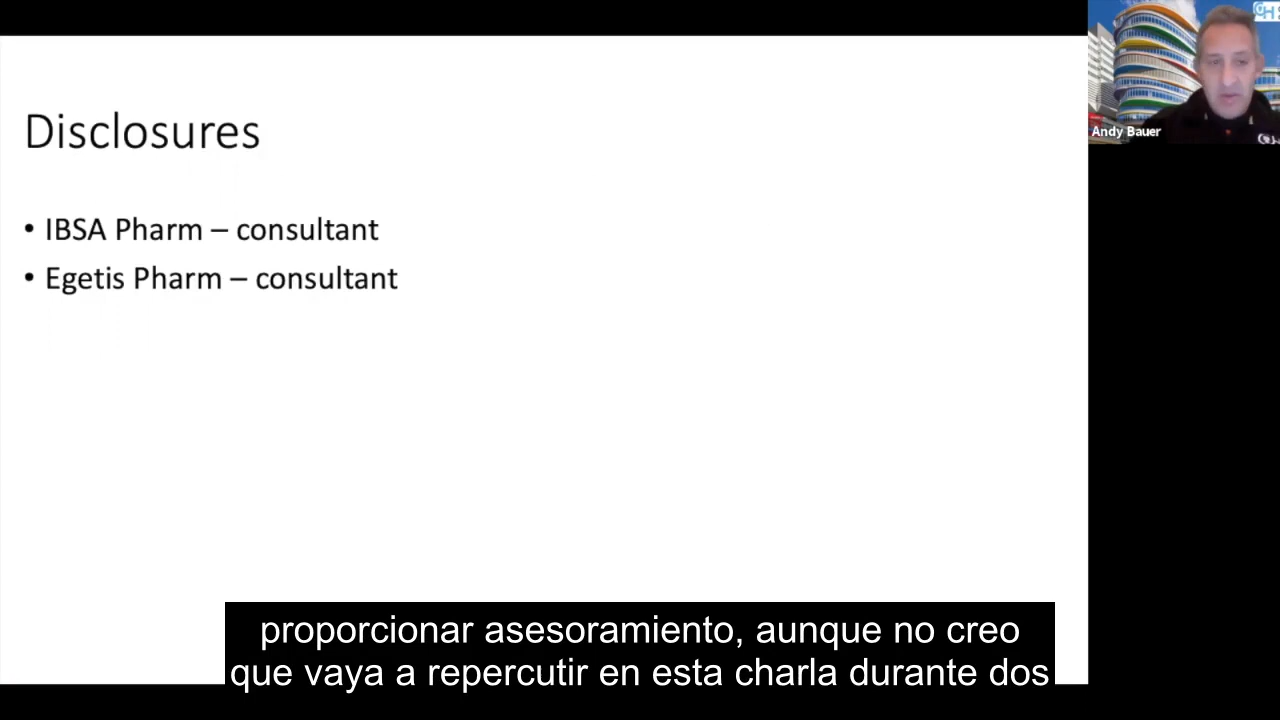 Disclosures
• IBSA Pharm – consultant
• Egetis Pharm – consultant
Andy Bauer
proporcionar asesoramiento, aunque no creo
que vaya a repercutir en esta charla durante dos